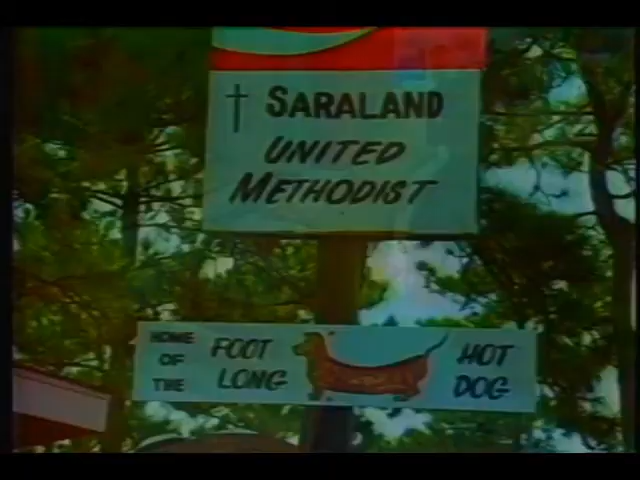 SARALAND
UNITED
METHODIST
HOME
OF
THE
FOOT
LONG
HOT
DOG